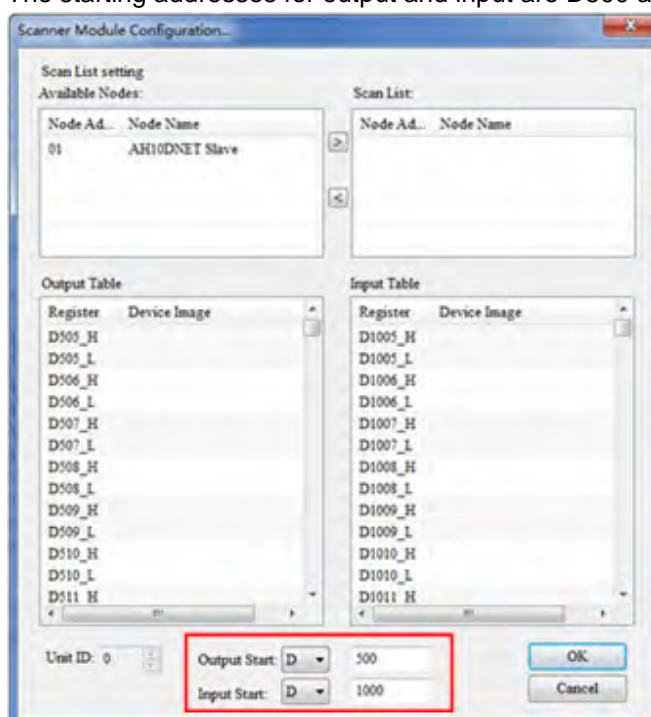 The starting addresses for output and input are D500 a
Scanner Module Configuration...
Scan List setting
Available Nodes:
Scan List:
Node Ad... Node Name
01 AH10DNET Slave
>
<
Node Ad... Node Name
Output Table
Input Table
Register Device Image
D505_H
D505_L
D506_H
D506_L
D507_H
D507_L
D508_H
D508_L
D509_H
D509_L
D510_H
D510_L
D511_H
Register Device Image
D1005_H
D1005_L
D1006_H
D1006_L
D1007_H
D1007_L
D1008_H
D1008_L
D1009_H
D1009_L
D1010_H
D1010_L
D1011_H
Unit ID: 0
Output Start: D 500
Input Start: D 1000
OK
Cancel